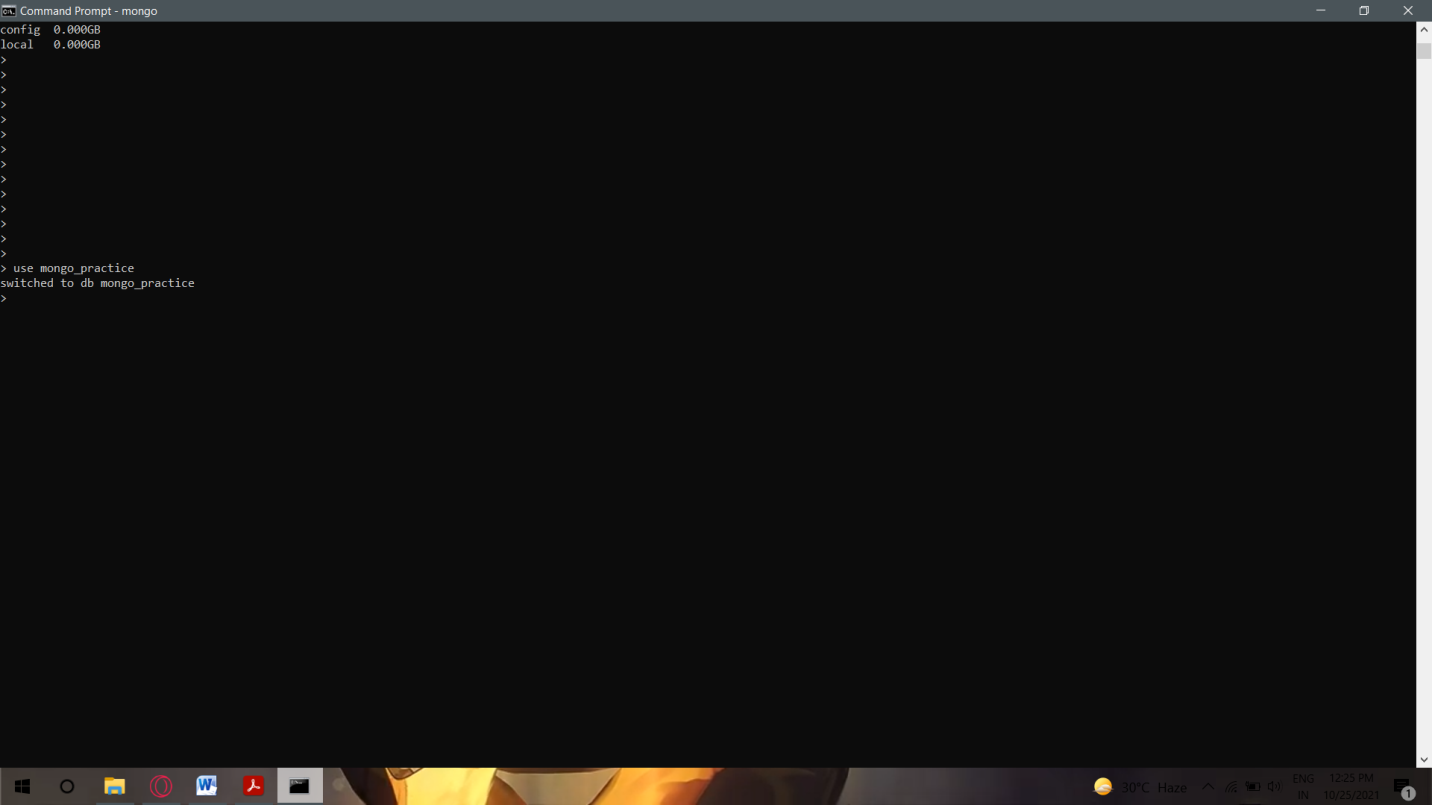 Command Prompt - mongo
config  0.000GB
local   0.000GB
>
>
>
>
>
>
>
>
>
>
>
>
>
>
> use mongo_practice
switched to db mongo_practice
>
30°C Haze
ENG
IN
12:25 PM
10/25/2021
1